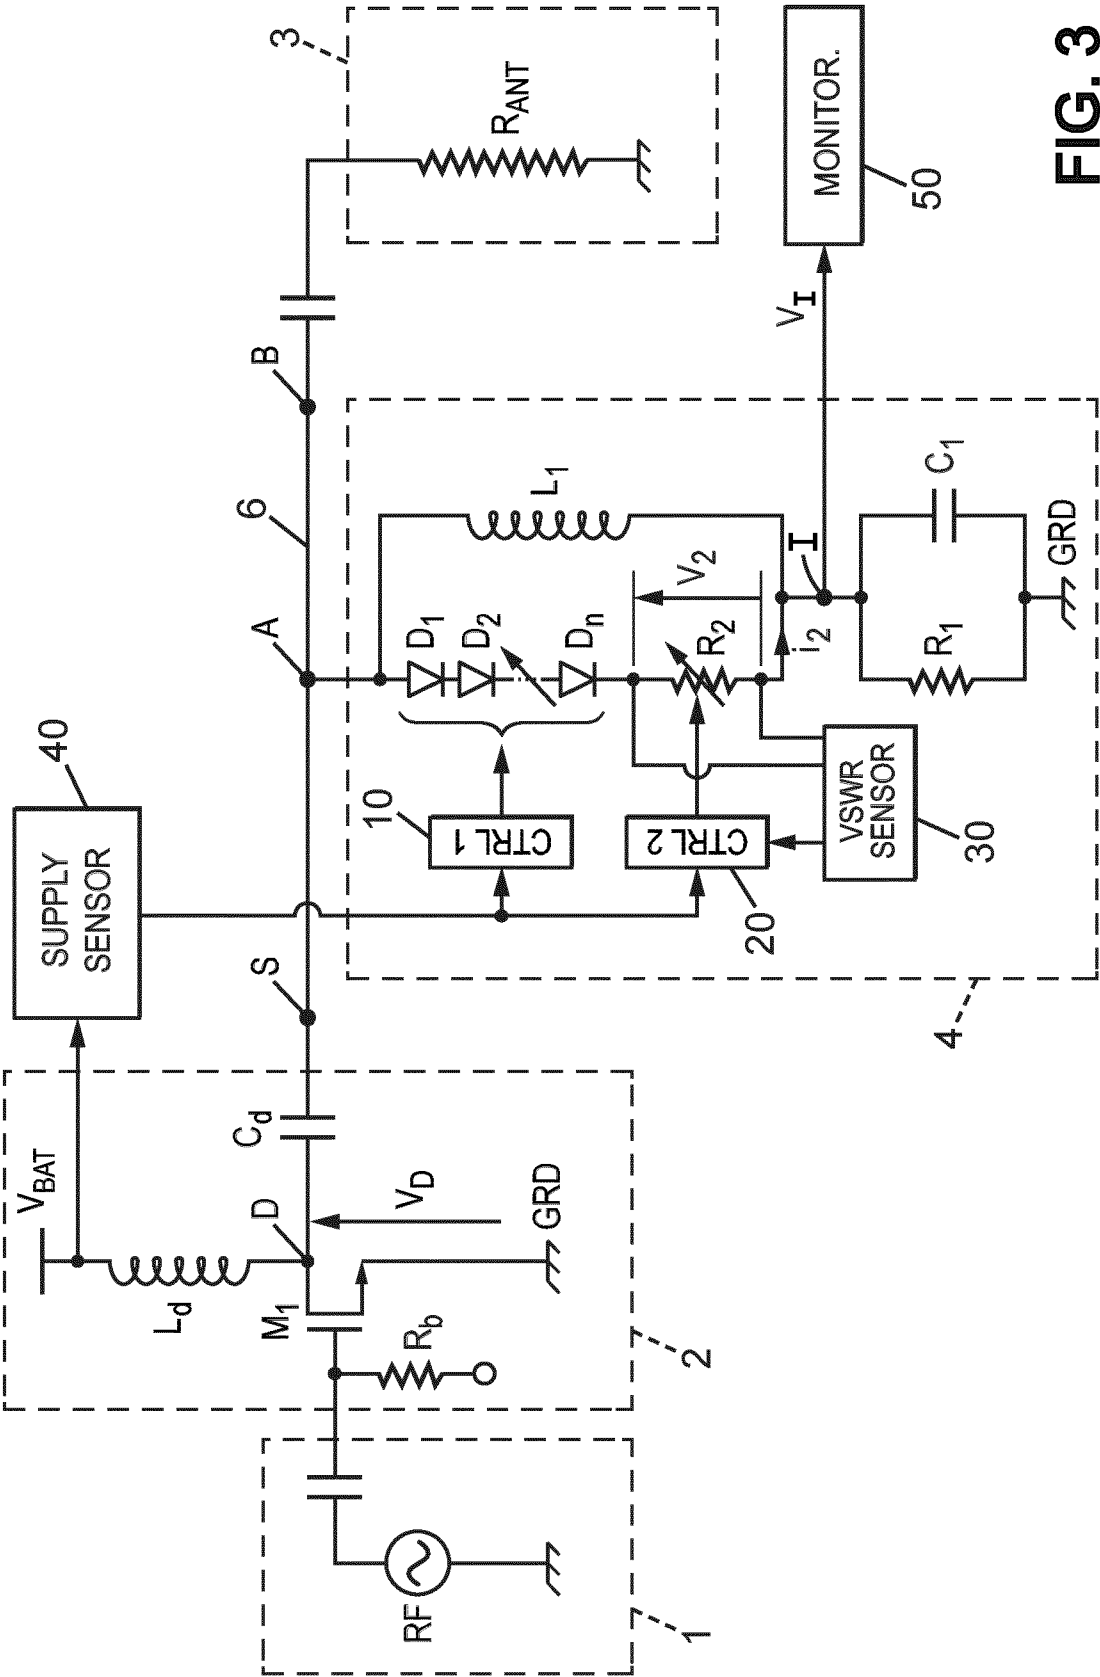 SUPPLY
SENSOR
40
3
V_BAT
L_d
D
C_d
S
A
6
B
R_ANT
M_1
R_b
V_D
GRD
RF
1
2
10
CTRL 1
D_1
D_2
D_n
L_1
20
CTRL 2
R_2
V_2
i_2
VSWR
SENSOR
30
I
V_I
MONITOR.
50
R_1
C_1
GRD
4
FIG. 3